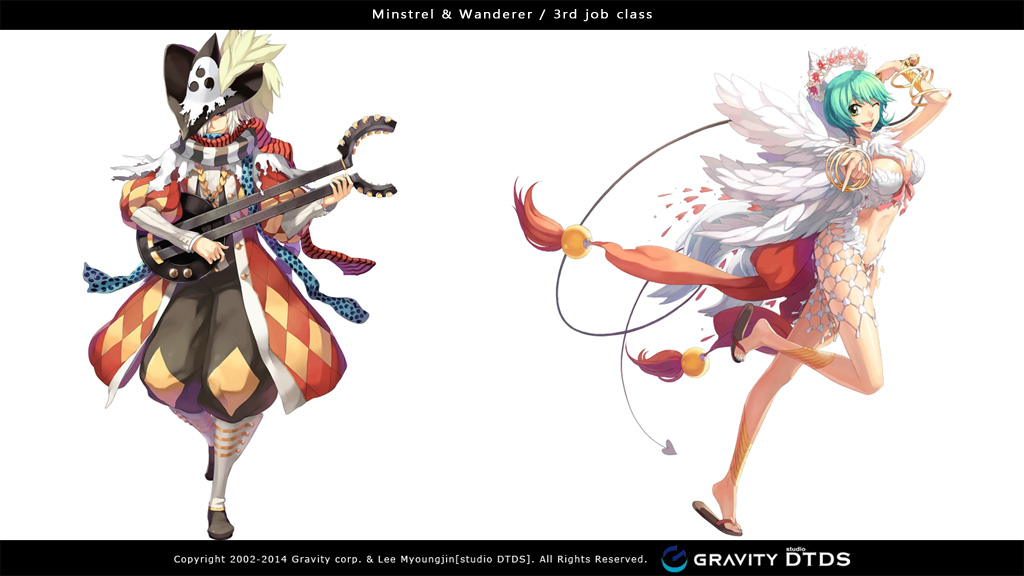 Minstrel & Wanderer / 3rd job class
Copyright 2002-2014 Gravity corp. & Lee Myoungjin[studio DTDS]. All Rights Reserved.
GRAVITY studio DTDS